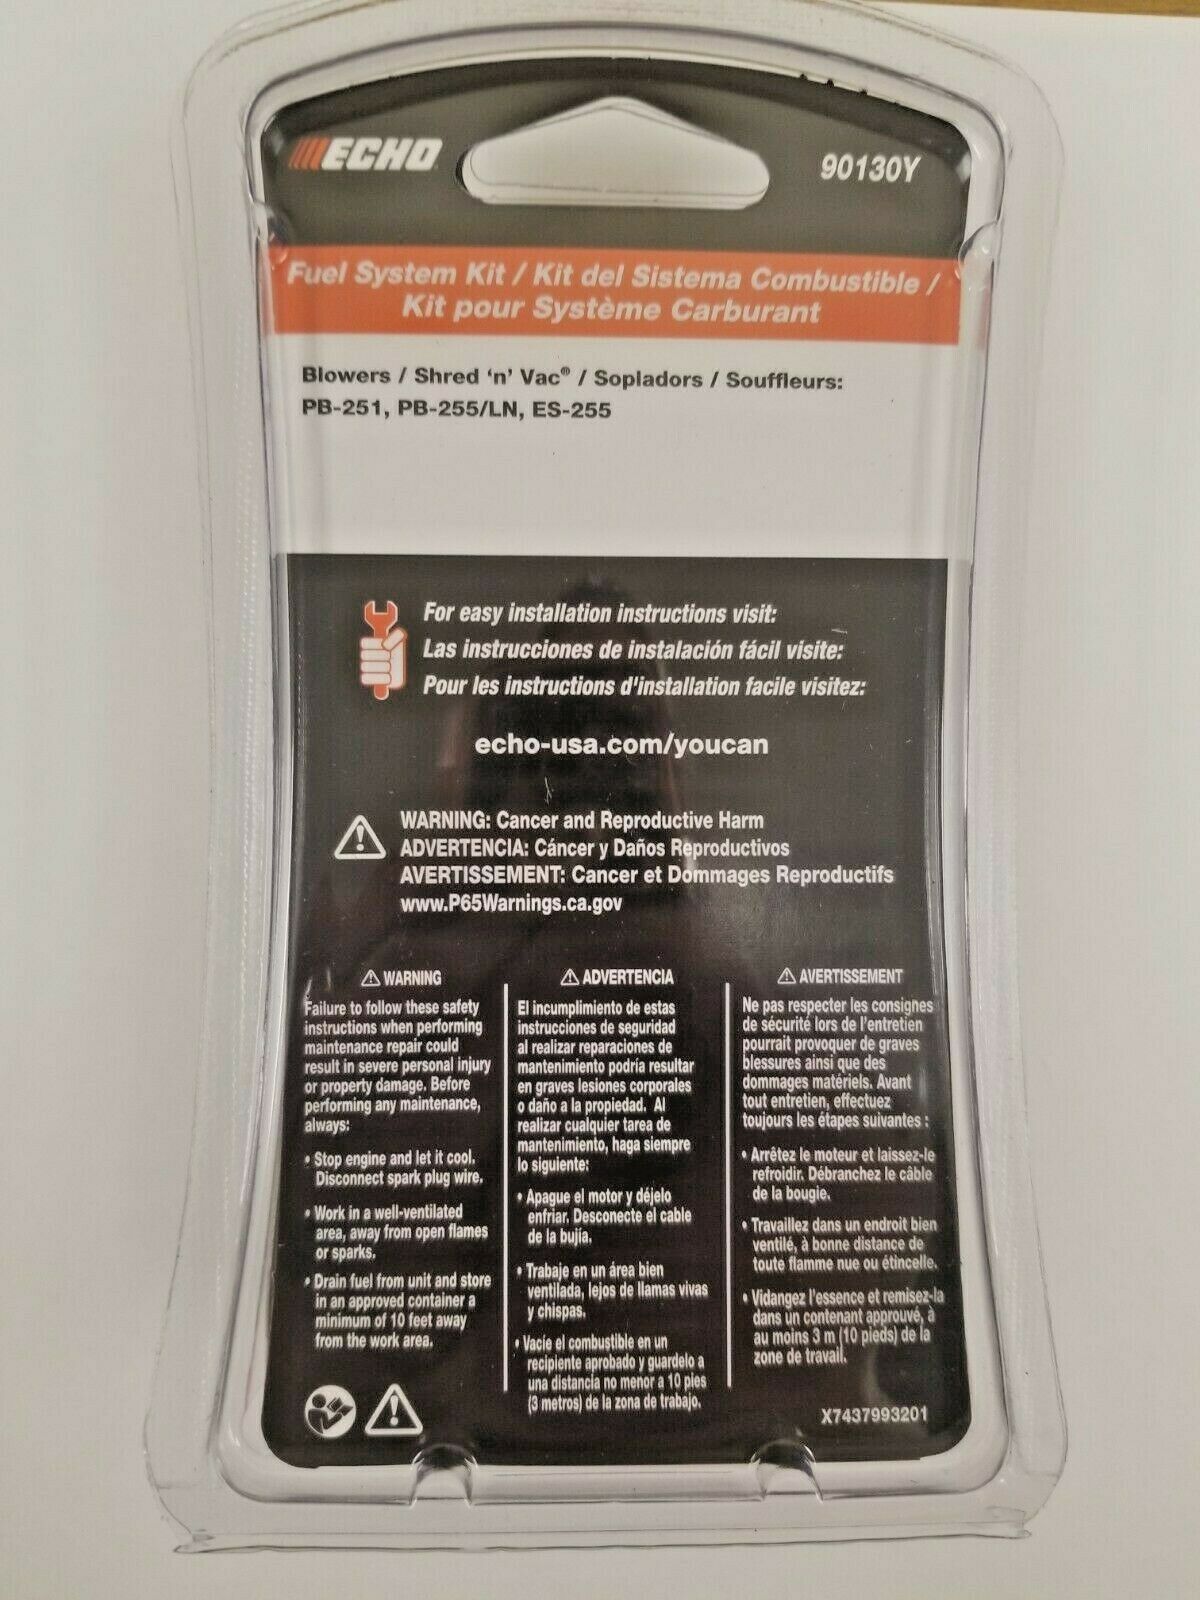 ECHO
90130Y
Fuel System Kit / Kit del Sistema Combustible /
Kit pour Système Carburant
Blowers / Shred ‘n’ Vac® / Sopladors / Souffleurs:
PB-251, PB-255/LN, ES-255
For easy installation instructions visit:
Las instrucciones de instalación fácil visite:
Pour les instructions d'installation facile visitez:
echo-usa.com/youcan
WARNING: Cancer and Reproductive Harm
ADVERTENCIA: Cáncer y Daños Reproductivos
AVERTISSEMENT: Cancer et Dommages Reproductifs
www.P65Warnings.ca.gov
WARNING
Failure to follow these safety
instructions when performing
maintenance repair could
result in severe personal injury
or property damage. Before
performing any maintenance,
always:
• Stop engine and let it cool.
Disconnect spark plug wire.
• Work in a well-ventilated
area, away from open flames
or sparks.
• Drain fuel from unit and store
in an approved container a
minimum of 10 feet away
from the work area.
ADVERTENCIA
El incumplimiento de estas
instrucciones de seguridad
al realizar reparaciones de
mantenimiento podría resultar
en graves lesiones corporales
o daño a la propiedad. Al
realizar cualquier tarea de
mantenimiento, haga siempre
lo siguiente:
• Apague el motor y déjelo
enfriar. Desconecte el cable
de la bujia.
• Trabaje en un área bien
ventilada, lejos de llamas vivas
y chispas.
• Vacie el combustible en un
recipiente aprobado y guardelo a
una distancia no menor a 10 pies
(3 metros) de la zona de trabajo.
AVERTISSEMENT
Ne pas respecter les consignes
de sécurité lors de l’entretien
pourrait provoquer de graves
blessures ainsi que des
dommages matériels. Avant
tout entretien, effectuez
toujours les étapes suivantes :
• Arrêtez le moteur et laissez-le
refroidir. Débranchez le câble
de la bougie.
• Travaillez dans un endroit bien
ventilé, à bonne distance de
toute flamme nue ou étincelle.
• Vidangez l’essence et remisez-la
dans un contenant approuvé, à
au moins 3 m (10 pieds) de la
zone de travail.
X7437993201